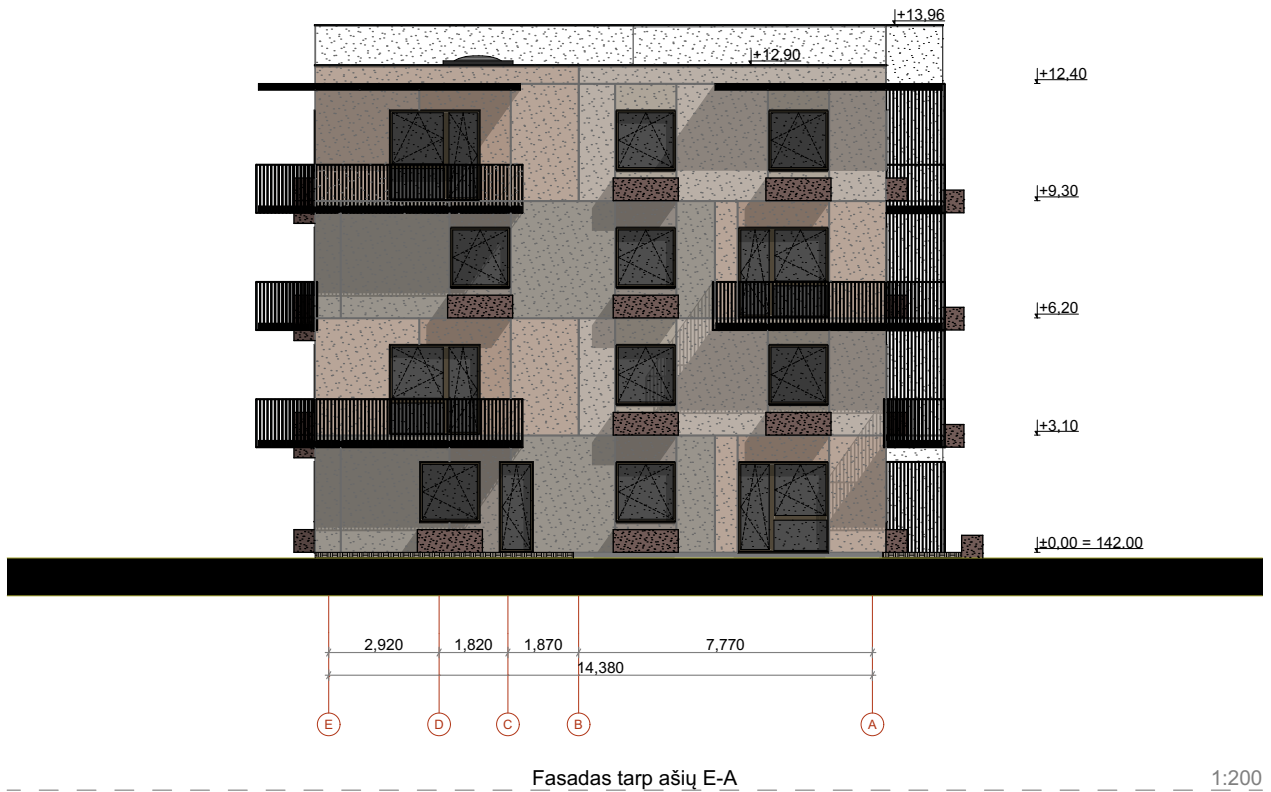 +13,96
+12,90
+12,40
+9,30
+6,20
+3,10
±0,00 = 142.00
2,920 1,820 1,870 7,770
14,380
E D C B A
Fasadas tarp ašių E-A 1:200